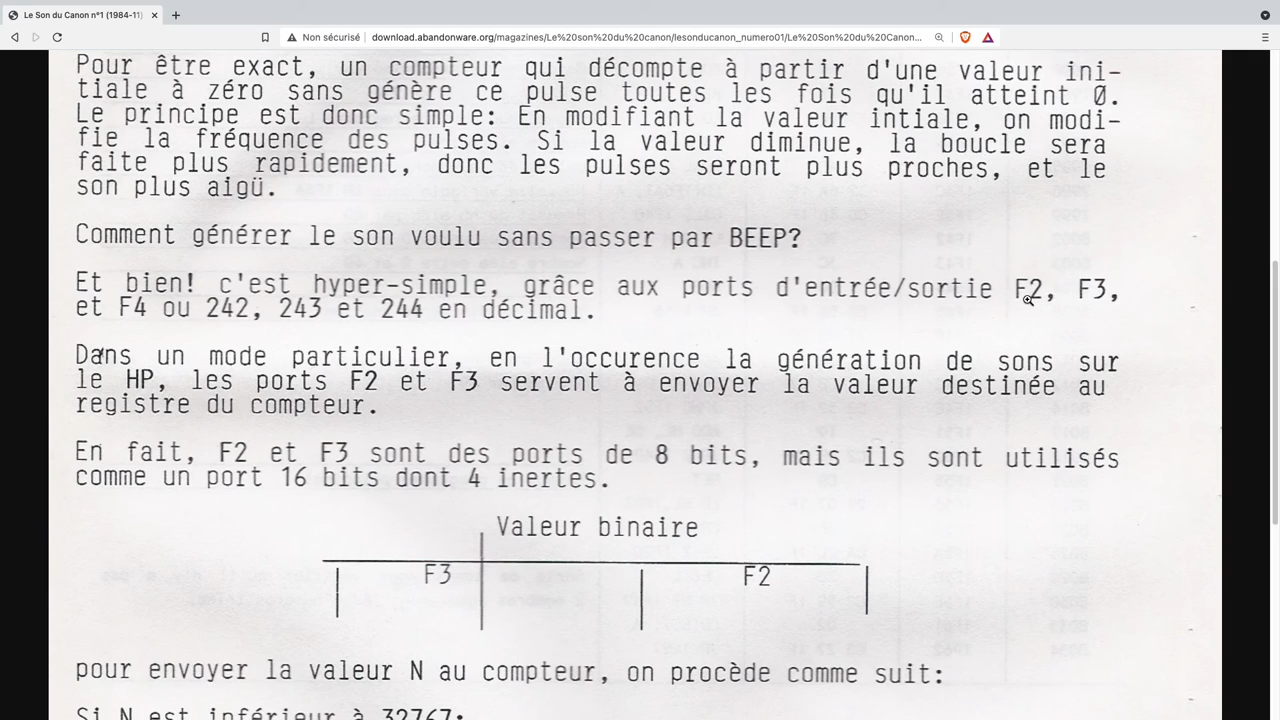 Le Son du Canon n°1 (1984-11)
Non sécurisé
download.abandonware.org/magazines/Le%20son%20du%20canon/lesonducanon_numero01/Le%20Son%20du%20Canon...
Pour être exact, un compteur qui décompte à partir d'une valeur ini-
tiale à zéro sans génère ce pulse toutes les fois qu'il atteint 0.
Le principe est donc simple: En modifiant la valeur intiale, on modi-
fie la fréquence des pulses. Si la valeur diminue, la boucle sera
faite plus rapidement, donc les pulses seront plus proches, et le
son plus aigü.
Comment générer le son voulu sans passer par BEEP?
Et bien! c'est hyper-simple, grâce aux ports d'entrée/sortie F2, F3,
et F4 ou 242, 243 et 244 en décimal.
Dans un mode particulier, en l'occurence la génération de sons sur
le HP, les ports F2 et F3 servent à envoyer la valeur destinée au
registre du compteur.
En fait, F2 et F3 sont des ports de 8 bits, mais ils sont utilisés
comme un port 16 bits dont 4 inertes.
Valeur binaire
F3 F2
pour envoyer la valeur N au compteur, on procède comme suit:
Si N est inférieur à 32767: